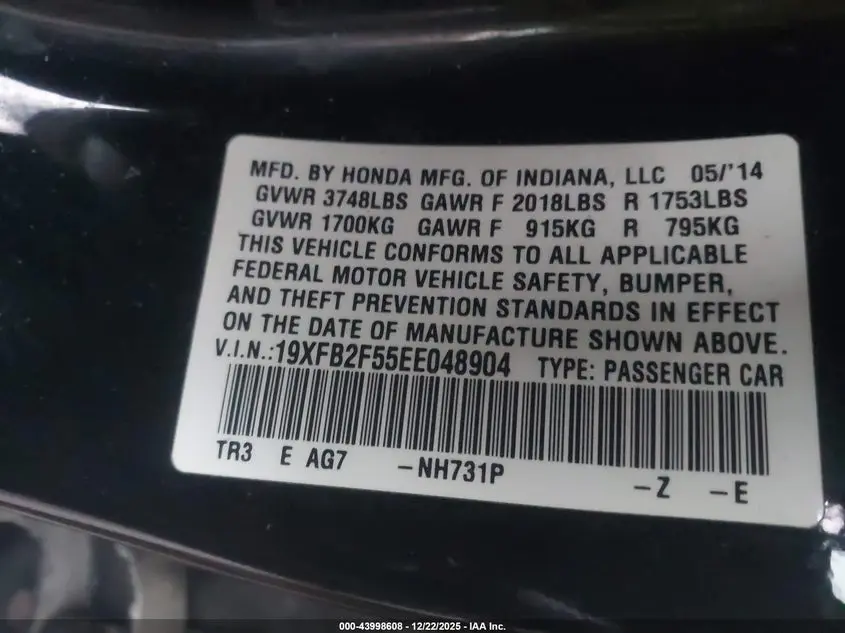 MFD. BY HONDA MFG. OF INDIANA, LLC 05/'14
GVWR 3748LBS GAWR F 2018LBS R 1753LBS
GVWR 1700KG GAWR F 915KG R 795KG
THIS VEHICLE CONFORMS TO ALL APPLICABLE
FEDERAL MOTOR VEHICLE SAFETY, BUMPER,
AND THEFT PREVENTION STANDARDS IN EFFECT
ON THE DATE OF MANUFACTURE SHOWN ABOVE.
V.I.N.:19XFB2F55EE048904 TYPE: PASSENGER CAR
TR3 E AG7 -NH731P -Z -E
000-43998608 - 12/22/2025 - IAA Inc.